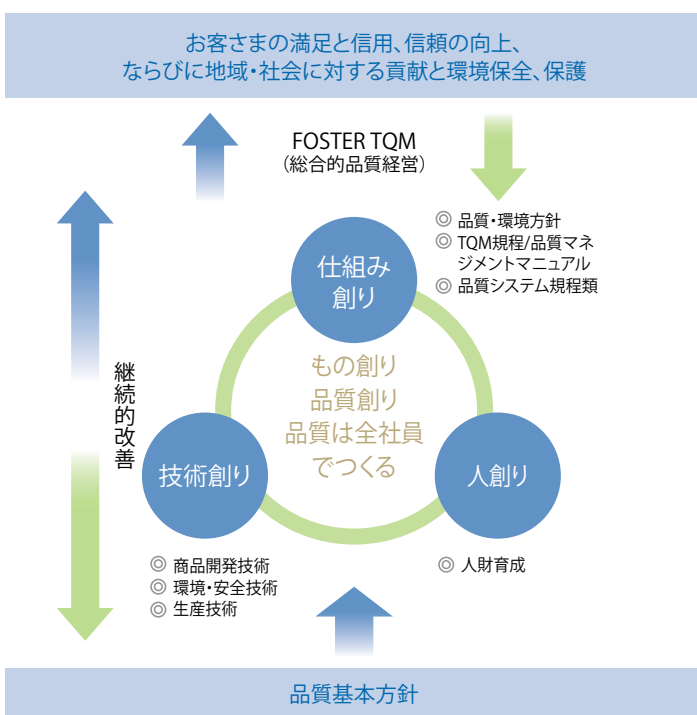 お客さまの満足と信用、信頼の向上、
ならびに地域・社会に対する貢献と環境保全、保護
FOSTER TQM
（総合的品質経営）
◎ 品質・環境方針
◎ TQM規程/品質マネ
ジメントマニュアル
◎ 品質システム規程類
仕組み
創り
もの創り
品質創り
品質は全社員
でつくる
継続的改善
技術創り
人創り
◎ 商品開発技術
◎ 環境・安全技術
◎ 生産技術
◎ 人財育成
品質基本方針